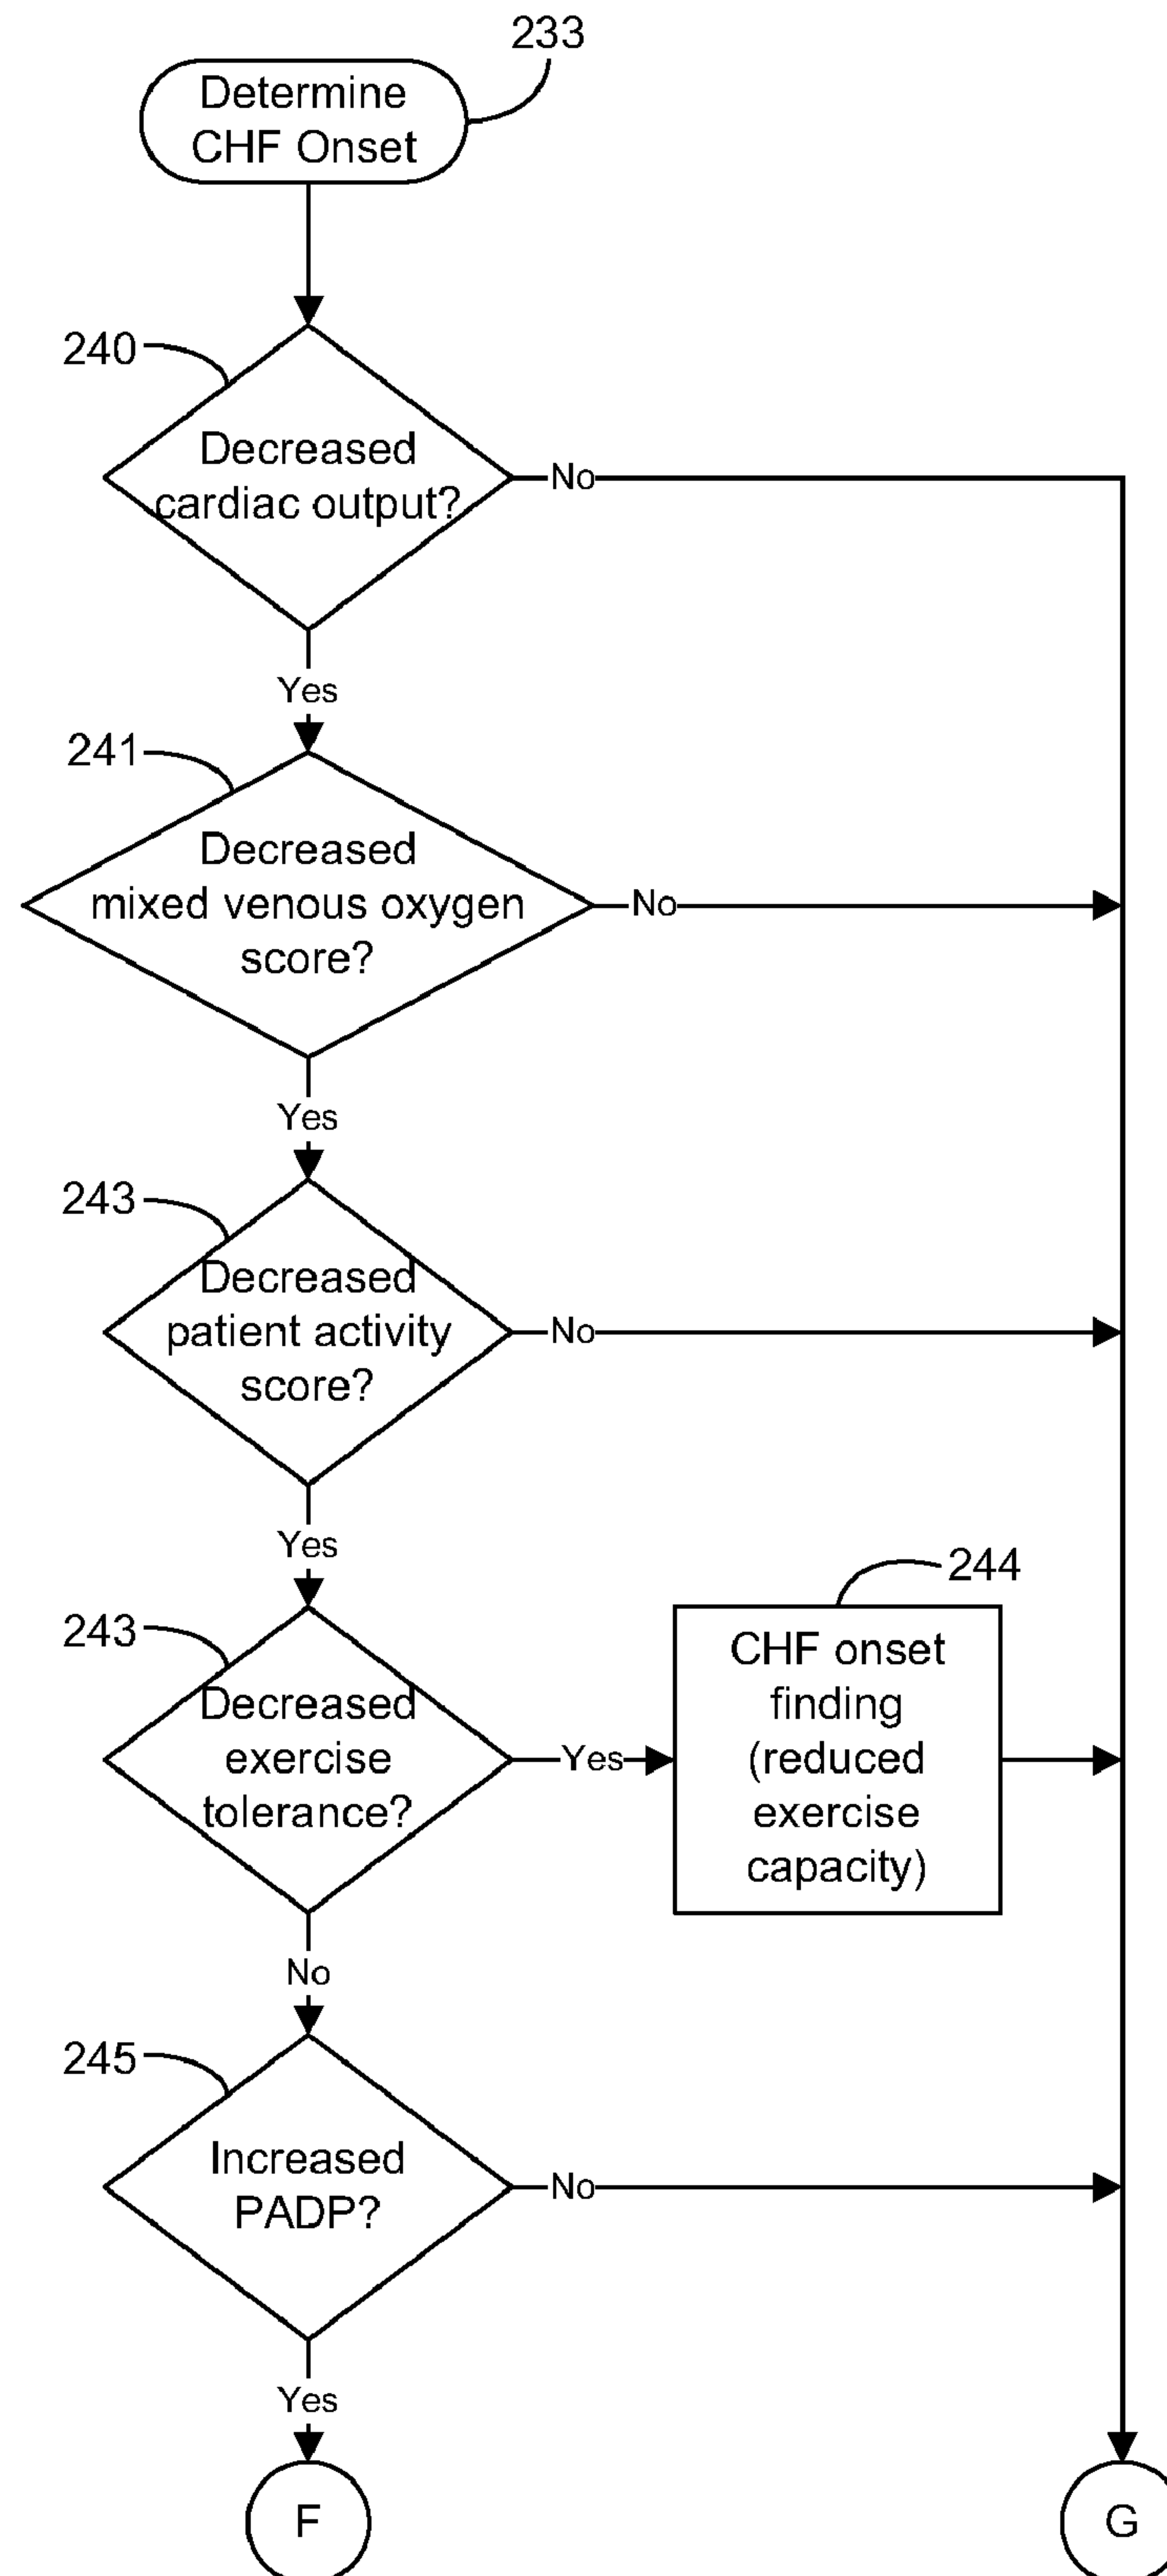 233
Determine
CHF Onset
240
Decreased
cardiac output?
No
Yes
241
Decreased
mixed venous oxygen
score?
No
Yes
243
Decreased
patient activity
score?
No
Yes
243
Decreased
exercise
tolerance?
Yes
244
CHF onset
finding
(reduced
exercise
capacity)
No
245
Increased
PADP?
No
Yes
F
G